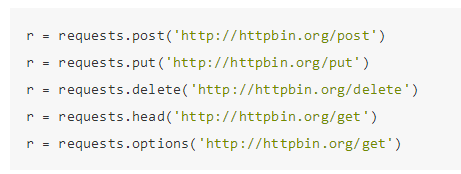 r = requests.post('http://httpbin.org/post')
r = requests.put('http://httpbin.org/put')
r = requests.delete('http://httpbin.org/delete')
r = requests.head('http://httpbin.org/get')
r = requests.options('http://httpbin.org/get')